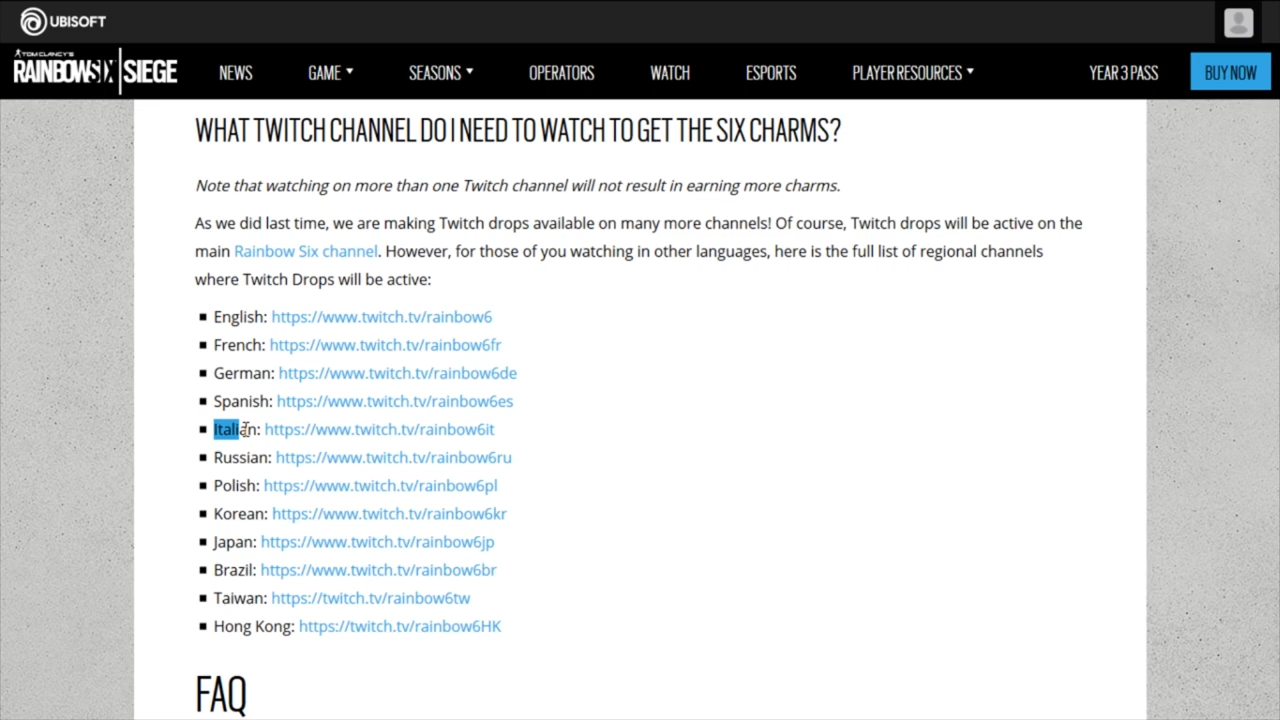 UBISOFT
TOM CLANCY'S
RAINBOW SIX | SIEGE
NEWS
GAME
SEASONS
OPERATORS
WATCH
ESPORTS
PLAYER RESOURCES
YEAR 3 PASS
BUY NOW
WHAT TWITCH CHANNEL DO I NEED TO WATCH TO GET THE SIX CHARMS?
Note that watching on more than one Twitch channel will not result in earning more charms.
As we did last time, we are making Twitch drops available on many more channels! Of course, Twitch drops will be active on the
main Rainbow Six channel. However, for those of you watching in other languages, here is the full list of regional channels
where Twitch Drops will be active:
English: https://www.twitch.tv/rainbow6
French: https://www.twitch.tv/rainbow6fr
German: https://www.twitch.tv/rainbow6de
Spanish: https://www.twitch.tv/rainbow6es
Italian: https://www.twitch.tv/rainbow6it
Russian: https://www.twitch.tv/rainbow6ru
Polish: https://www.twitch.tv/rainbow6pl
Korean: https://www.twitch.tv/rainbow6kr
Japan: https://www.twitch.tv/rainbow6jp
Brazil: https://www.twitch.tv/rainbow6br
Taiwan: https://twitch.tv/rainbow6tw
Hong Kong: https://twitch.tv/rainbow6HK
FAQ